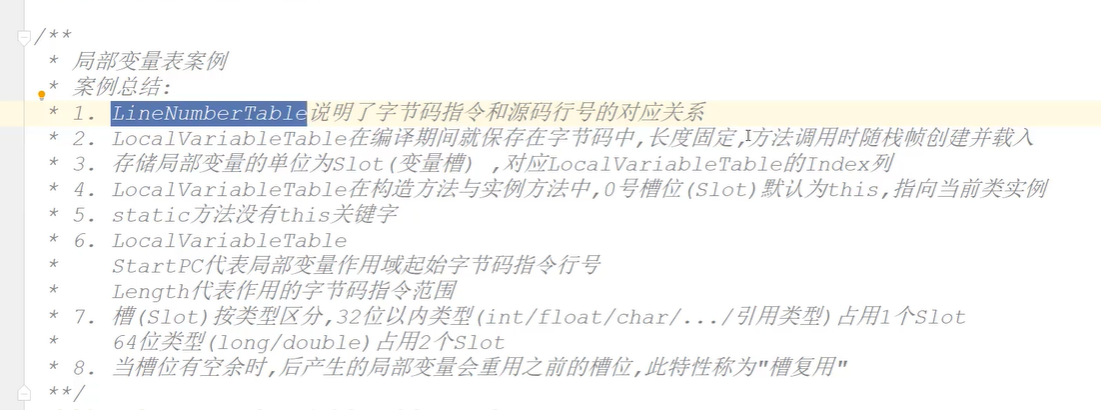 /**
* 局部变量表案例
* 案例总结:
* 1. LineNumberTable说明了字节码指令和源码行号的对应关系
* 2. LocalVariableTable在编译期间就保存在字节码中,长度固定,方法调用时随栈帧创建并载入
* 3. 存储局部变量的单位为Slot(变量槽) ,对应LocalVariableTable的Index列
* 4. LocalVariableTable在构造方法与实例方法中,0号槽位(Slot)默认为this,指向当前类实例
* 5. static方法没有this关键字
* 6. LocalVariableTable
* StartPC代表局部变量作用域起始字节码指令行号
* Length代表作用的字节码指令范围
* 7. 槽(Slot)按类型区分,32位以内类型(int/float/char/.../引用类型)占用1个Slot
* 64位类型(long/double)占用2个Slot
* 8. 当槽位有空余时,后产生的局部变量会重用之前的槽位,此特性称为"槽复用"
**/